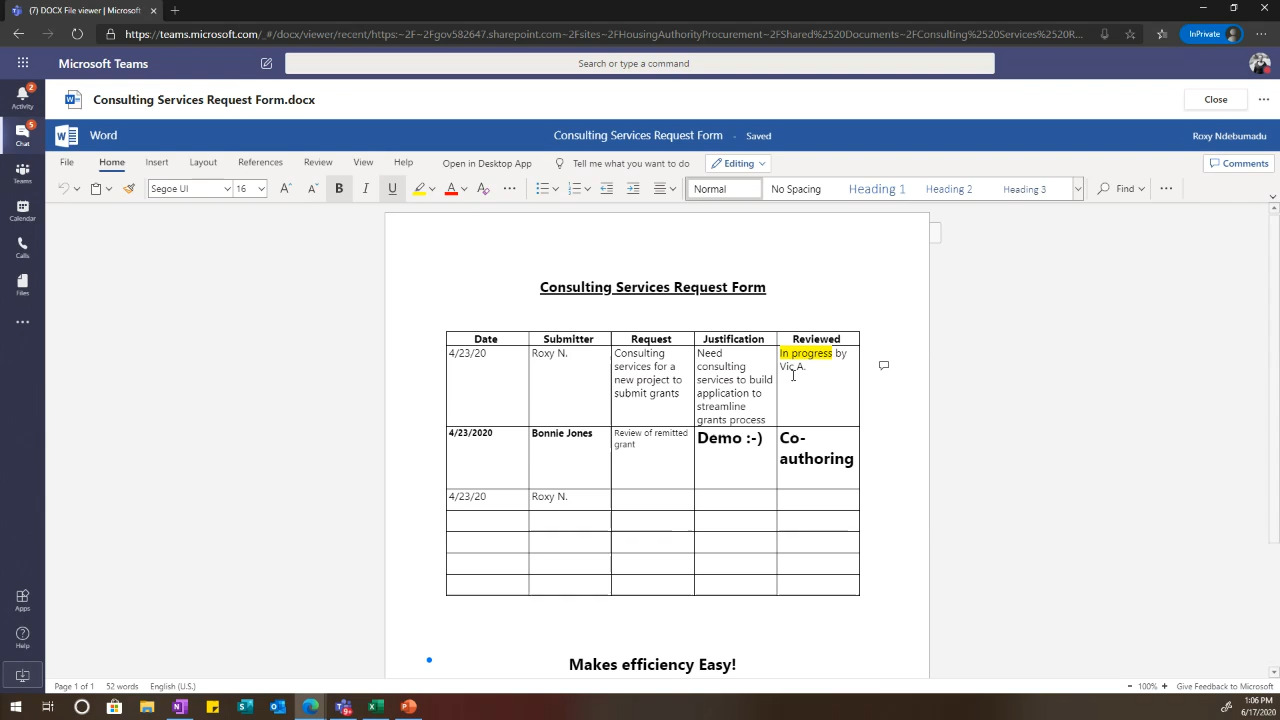 (7) DOCX File viewer | Microsoft
https://teams.microsoft.com/_#/docx/viewer/recent/https:~2F~2Fgov582647.sharepoint.com~2Fsites~2FHousingAuthorityProcurement~2FShared%2520Documents~2FConsulting%2520Services%2520R...
InPrivate
Microsoft Teams
Search or type a command
Activity
2
Chat
5
Teams
Calendar
Calls
Files
Apps
Help
Consulting Services Request Form.docx
Close
Word
Consulting Services Request Form - Saved
Roxy Ndebumadu
File Home Insert Layout References Review View Help Open in Desktop App Tell me what you want to do Editing Comments
Segoe UI 16 B I U A Normal No Spacing Heading 1 Heading 2 Heading 3 Find
Consulting Services Request Form
Date Submitter Request Justification Reviewed
4/23/20
Roxy N.
Consulting
services for a
new project to
submit grants
Need
consulting
services to build
application to
streamline
grants process
In progress by
Vic A.
4/23/2020
Bonnie Jones
Review of remitted
grant
Demo :-)
Co-
authoring
4/23/20
Roxy N.
Makes efficiency Easy!
Page 1 of 1 52 words English (U.S.) 100% Give Feedback to Microsoft
1:06 PM
6/17/2020